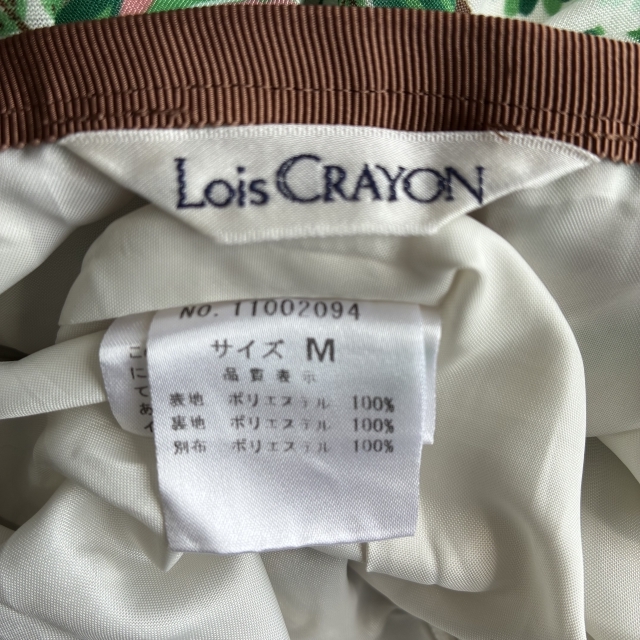 Lois CRAYON
NO. 11002094
サイズ M
品質表示
表地 ポリエステル 100%
裏地 ポリエステル 100%
別布 ポリエステル 100%